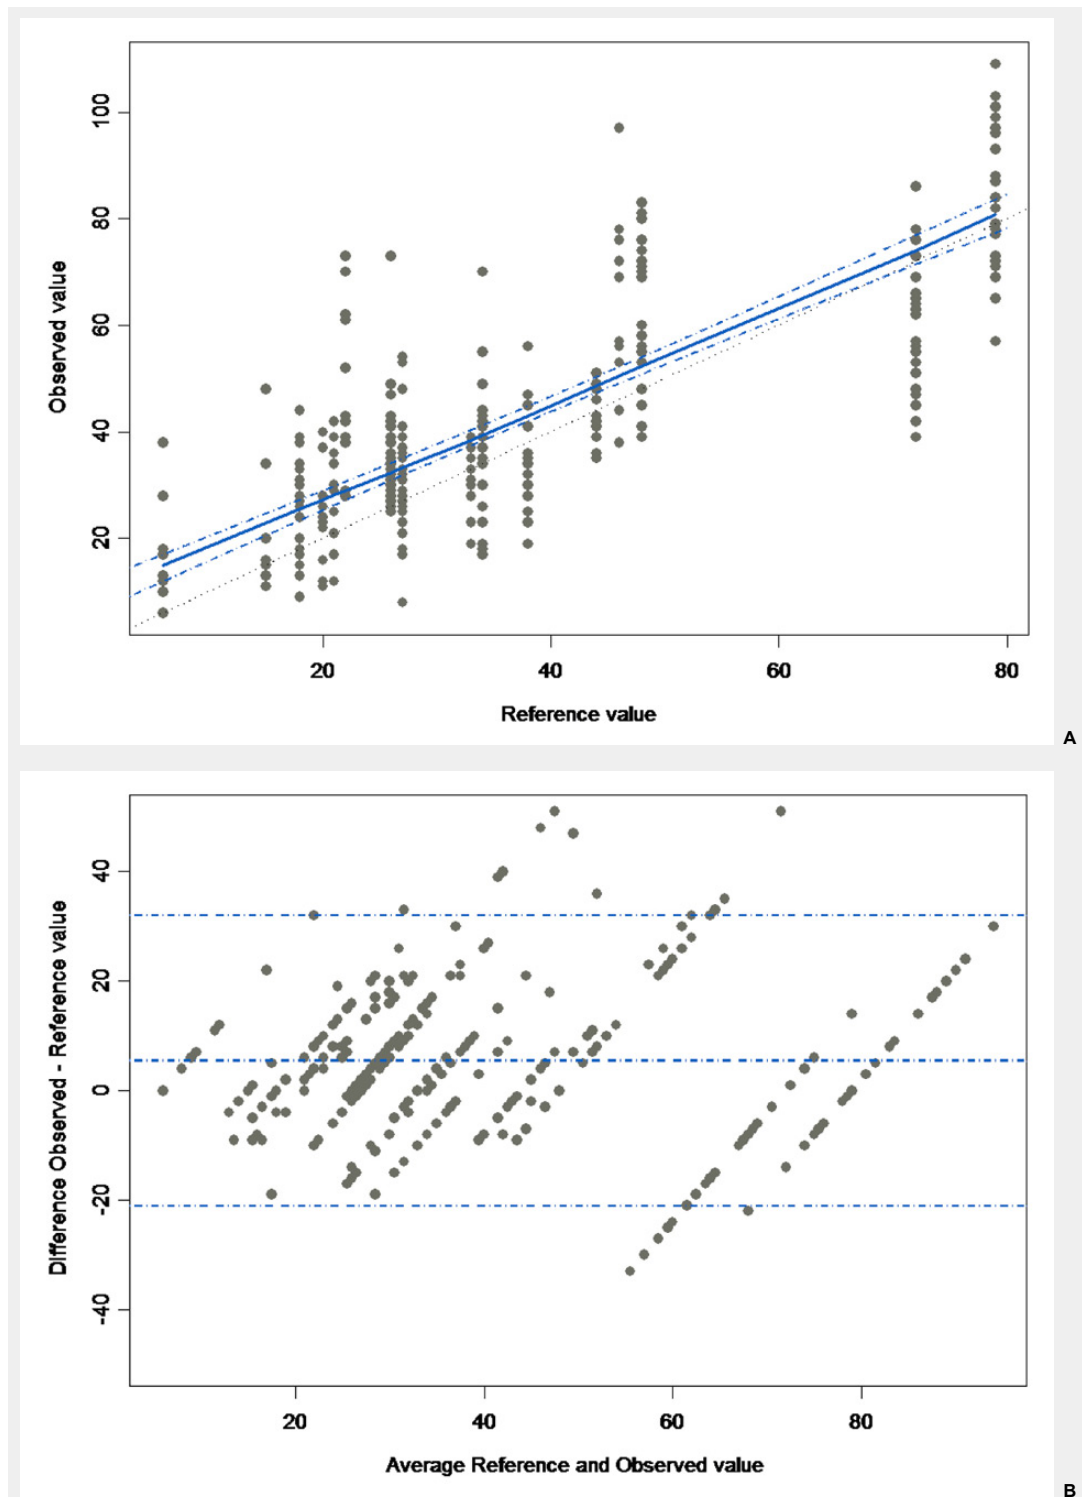 100
80
60
40
20
Observed value
20 40 60 80
Reference value
A
40
20
0
-20
-40
Difference Observed - Reference value
20 40 60 80
Average Reference and Observed value
B